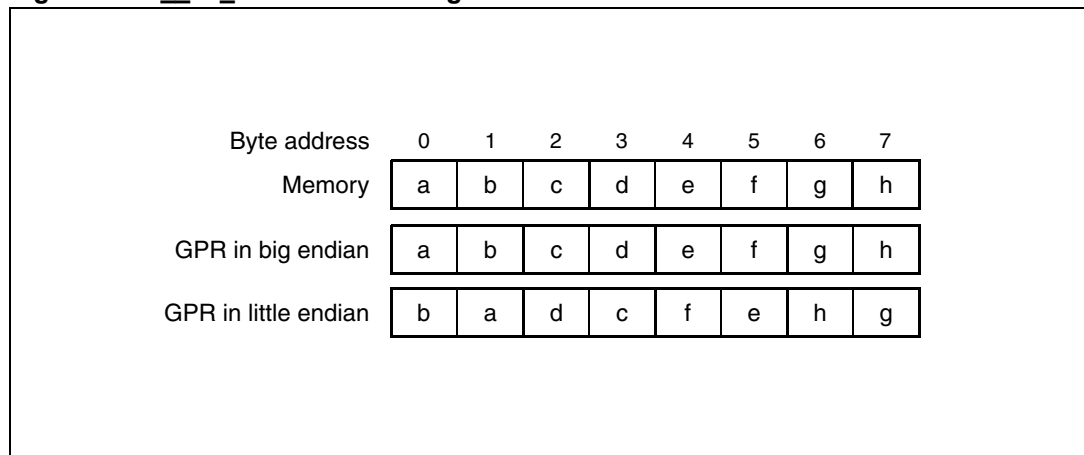 Byte address 0 1 2 3 4 5 6 7
Memory a b c d e f g h
GPR in big endian a b c d e f g h
GPR in little endian b a d c f e h g